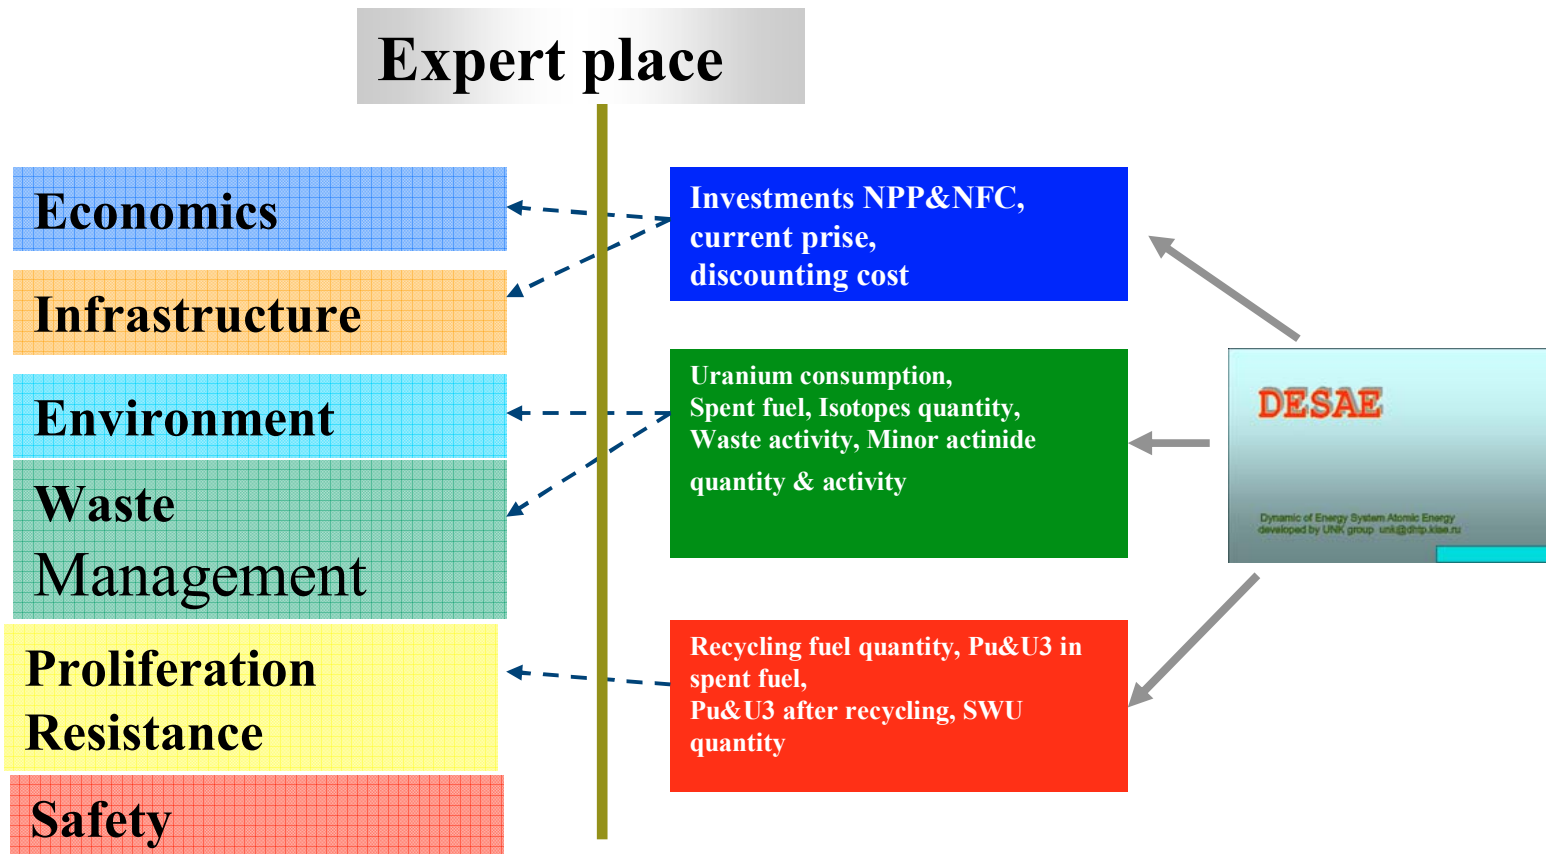 Expert place
Economics
Infrastructure
Environment
Waste
Management
Proliferation
Resistance
Safety
Investments NPP&NFC,
current prise,
discounting cost
Uranium consumption,
Spent fuel, Isotopes quantity,
Waste activity, Minor actinide
quantity & activity
Recycling fuel quantity, Pu&U3 in
spent fuel,
Pu&U3 after recycling, SWU
quantity
DESAE
Dynamic of Energy System Atomic Energy
developed by UNK group